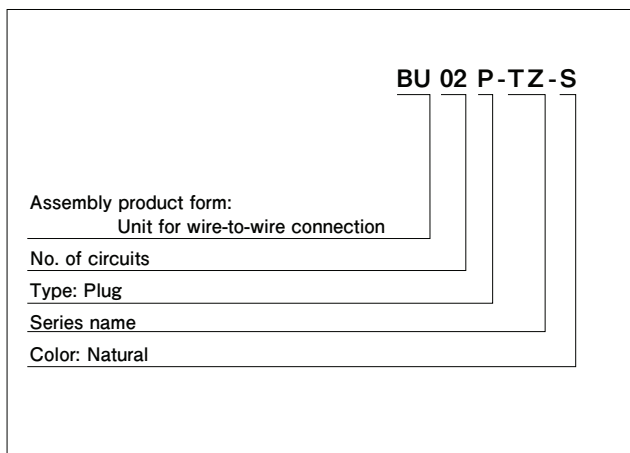 BU 02 P-TZ-S
Assembly product form:
Unit for wire-to-wire connection
No. of circuits
Type: Plug
Series name
Color: Natural